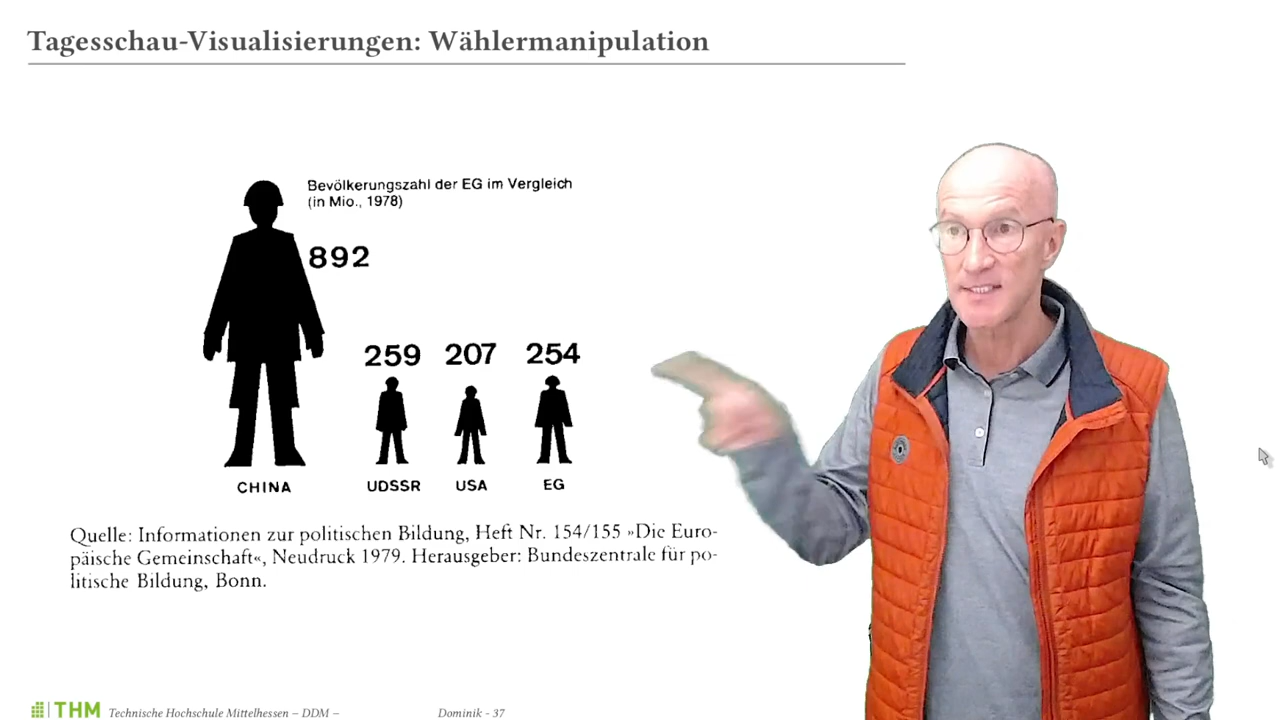 Tagesschau-Visualisierungen: Wählermanipulation
Bevölkerungszahl der EG im Vergleich
(in Mio., 1978)
892
259 207 254
CHINA UDSSR USA EG
Quelle: Informationen zur politischen Bildung, Heft Nr. 154/155 »Die Euro-
päische Gemeinschaft«, Neudruck 1979. Herausgeber: Bundeszentrale für po-
litische Bildung, Bonn.
THM Technische Hochschule Mittelhessen – DDM – Dominik - 37